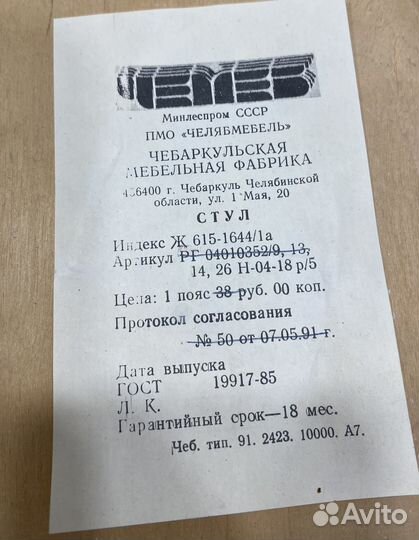 Минлеспром СССР
ПМО «ЧЕЛЯБМЕБЕЛЬ»
ЧЕБАРКУЛЬСКАЯ
МЕБЕЛЬНАЯ ФАБРИКА
456400 г. Чебаркуль Челябинской
области, ул. 1 Мая, 20
СТУЛ
Индекс Ж 615-1644/1а
Артикул РГ 04010352/9, 13,
14, 26 Н-04-18 р/5
Цена: 1 пояс 38 руб. 00 коп.
Протокол согласования
№ 50 от 07.05.91 г.
Дата выпуска
ГОСТ 19917-85
Л. К.
Гарантийный срок—18 мес.
Чеб. тип. 91. 2423. 10000. А7.
Avito